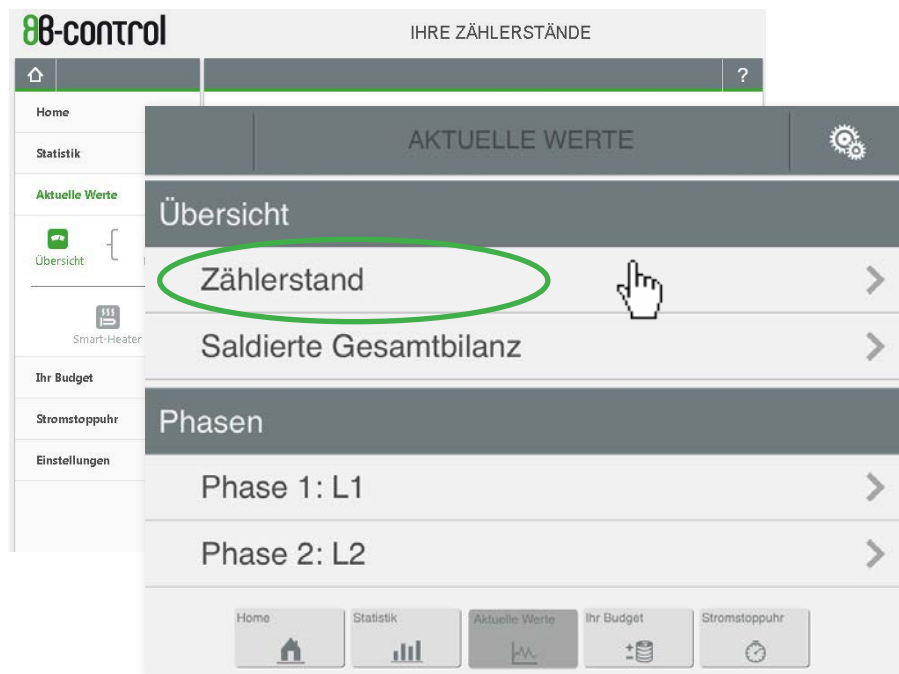 BB-control
IHRE ZÄHLERSTÄNDE
?
Home
Statistik
Aktuelle Werte
Übersicht
Smart-Heater
Ihr Budget
Stromstoppuhr
Einstellungen
AKTUELLE WERTE
Übersicht
Zählerstand
Saldierte Gesamtbilanz
Phasen
Phase 1: L1
Phase 2: L2
Home
Statistik
Aktuelle Werte
Ihr Budget
Stromstoppuhr